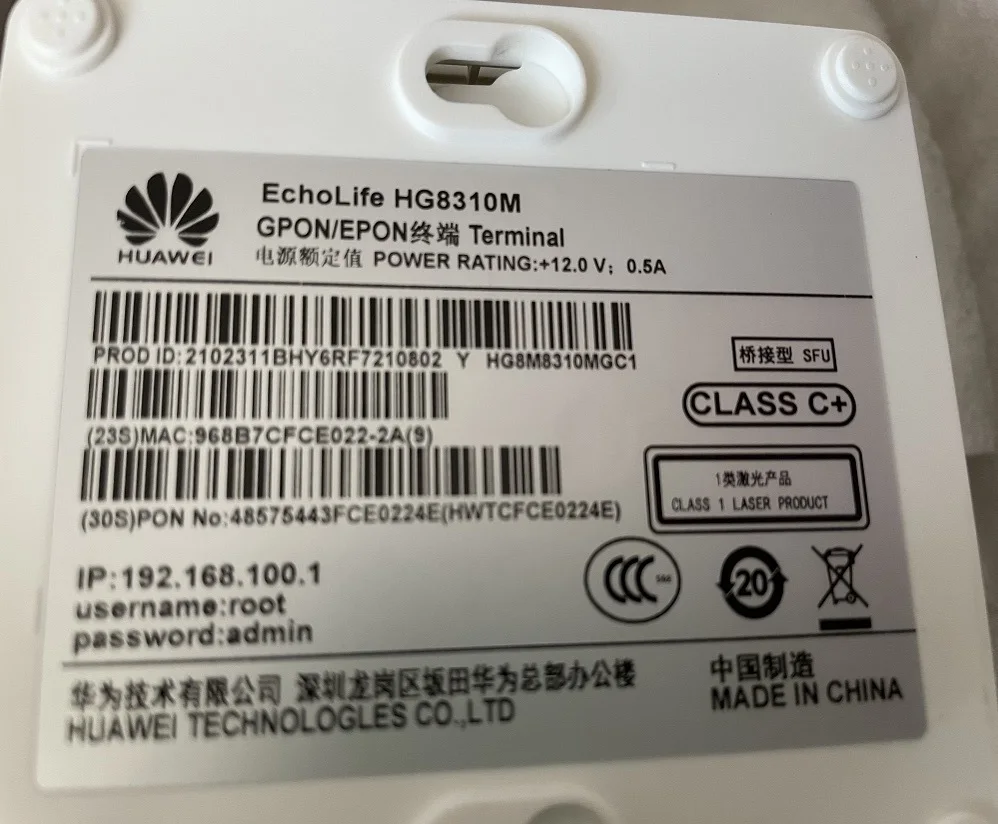 HUAWEI
EchoLife HG8310M
GPON/EPON终端 Terminal
电源额定值 POWER RATING:+12.0 V; 0.5A
PROD ID:2102311BHY6RF7210802 Y HG8M8310MGC1
桥接型 SFU
CLASS C+
(23S)MAC:968B7CFCE022-2A(9)
1类激光产品
CLASS 1 LASER PRODUCT
(30S)PON No:48575443FCE0224E(HWTCFCE0224E)
IP:192.168.100.1
username:root
password:admin
CCC
20
华为技术有限公司 深圳龙岗区坂田华为总部办公楼
HUAWEI TECHNOLOGLES CO.,LTD
中国制造
MADE IN CHINA